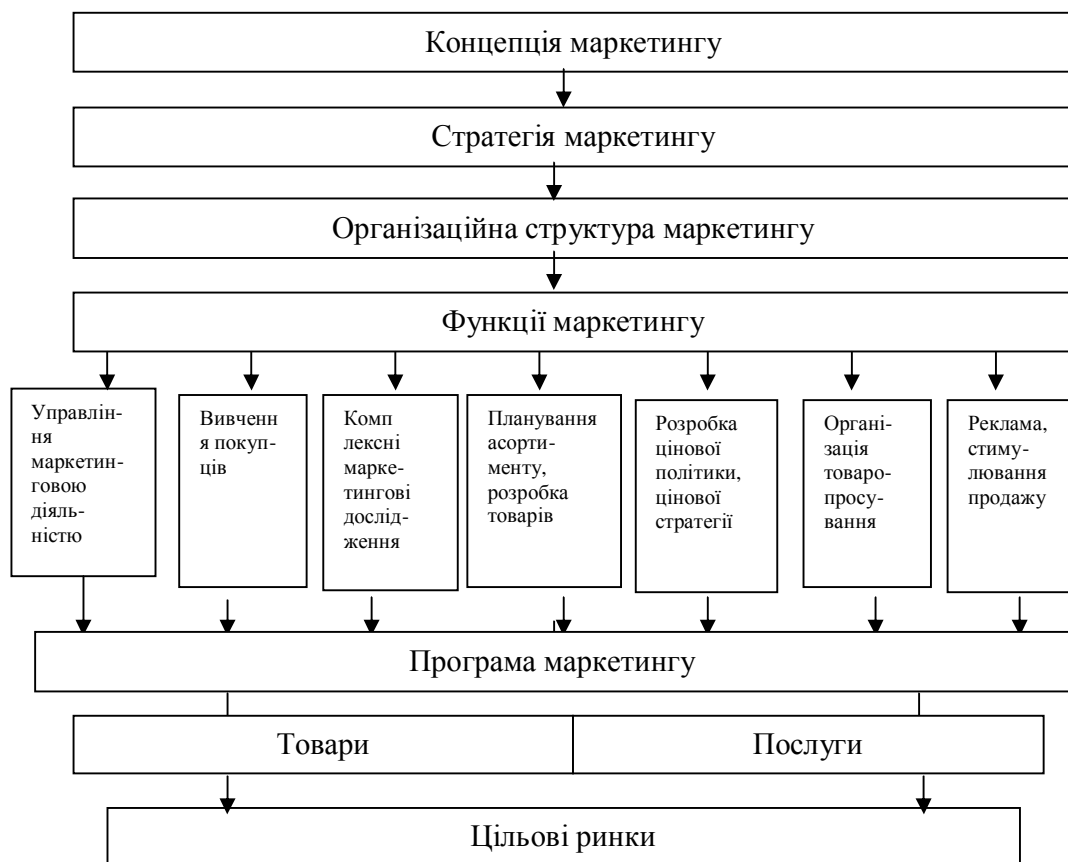 Концепція маркетингу
Стратегія маркетингу
Організаційна структура маркетингу
Функції маркетингу
Управлін-
ня
маркетин-
говою
діяль-
ністю
Вивченн
я покуп-
ців
Комп
лексні
марке-
тингові
дослід-
ження
Планування
асорти-
менту,
розробка
товарів
Розробка
цінової
політики,
цінової
стратегії
Органі-
зація
товаро-
просу-
вання
Реклама,
стиму-
лювання
продажу
Програма маркетингу
Товари
Послуги
Цільові ринки